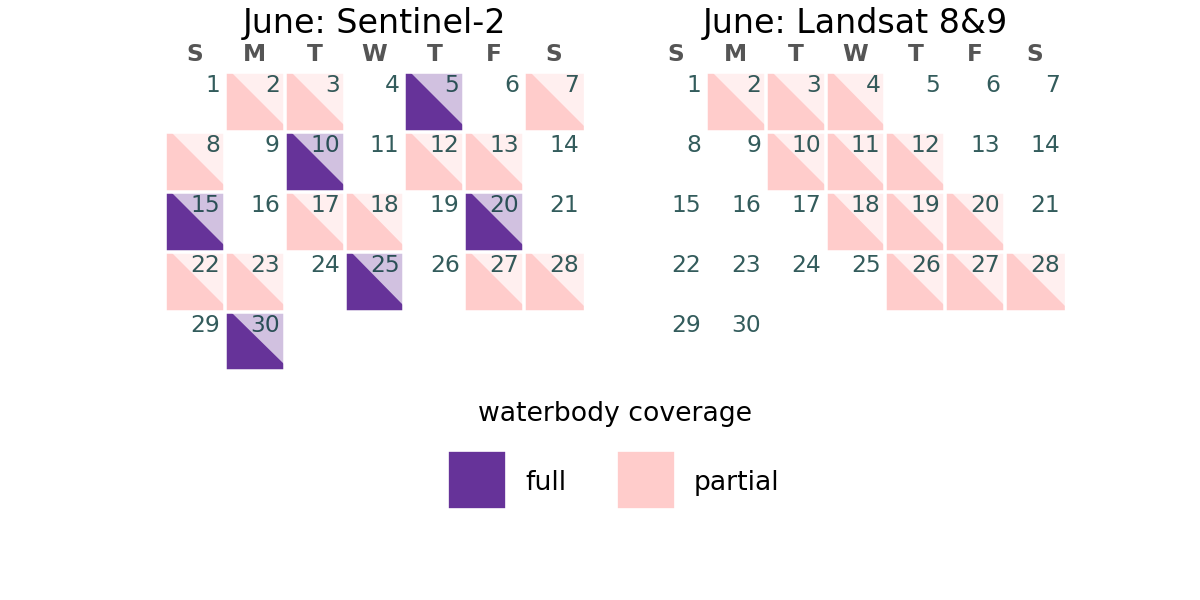 June: Sentinel-2
S M T W T F S
1 2 3 4 5 6 7
8 9 10 11 12 13 14
15 16 17 18 19 20 21
22 23 24 25 26 27 28
29 30
June: Landsat 8&9
S M T W T F S
1 2 3 4 5 6 7
8 9 10 11 12 13 14
15 16 17 18 19 20 21
22 23 24 25 26 27 28
29 30
waterbody coverage
full partial